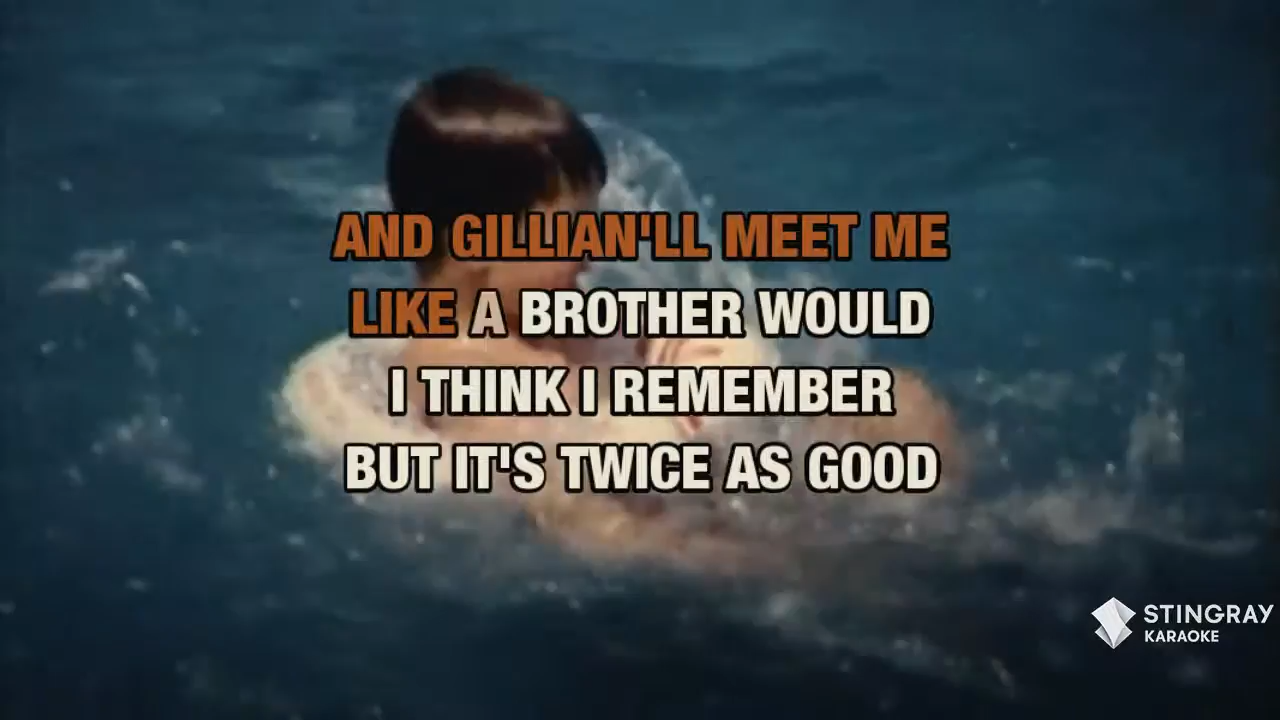 AND GILLIAN'LL MEET ME
LIKE A BROTHER WOULD
I THINK I REMEMBER
BUT IT'S TWICE AS GOOD
STINGRAY
KARAOKE